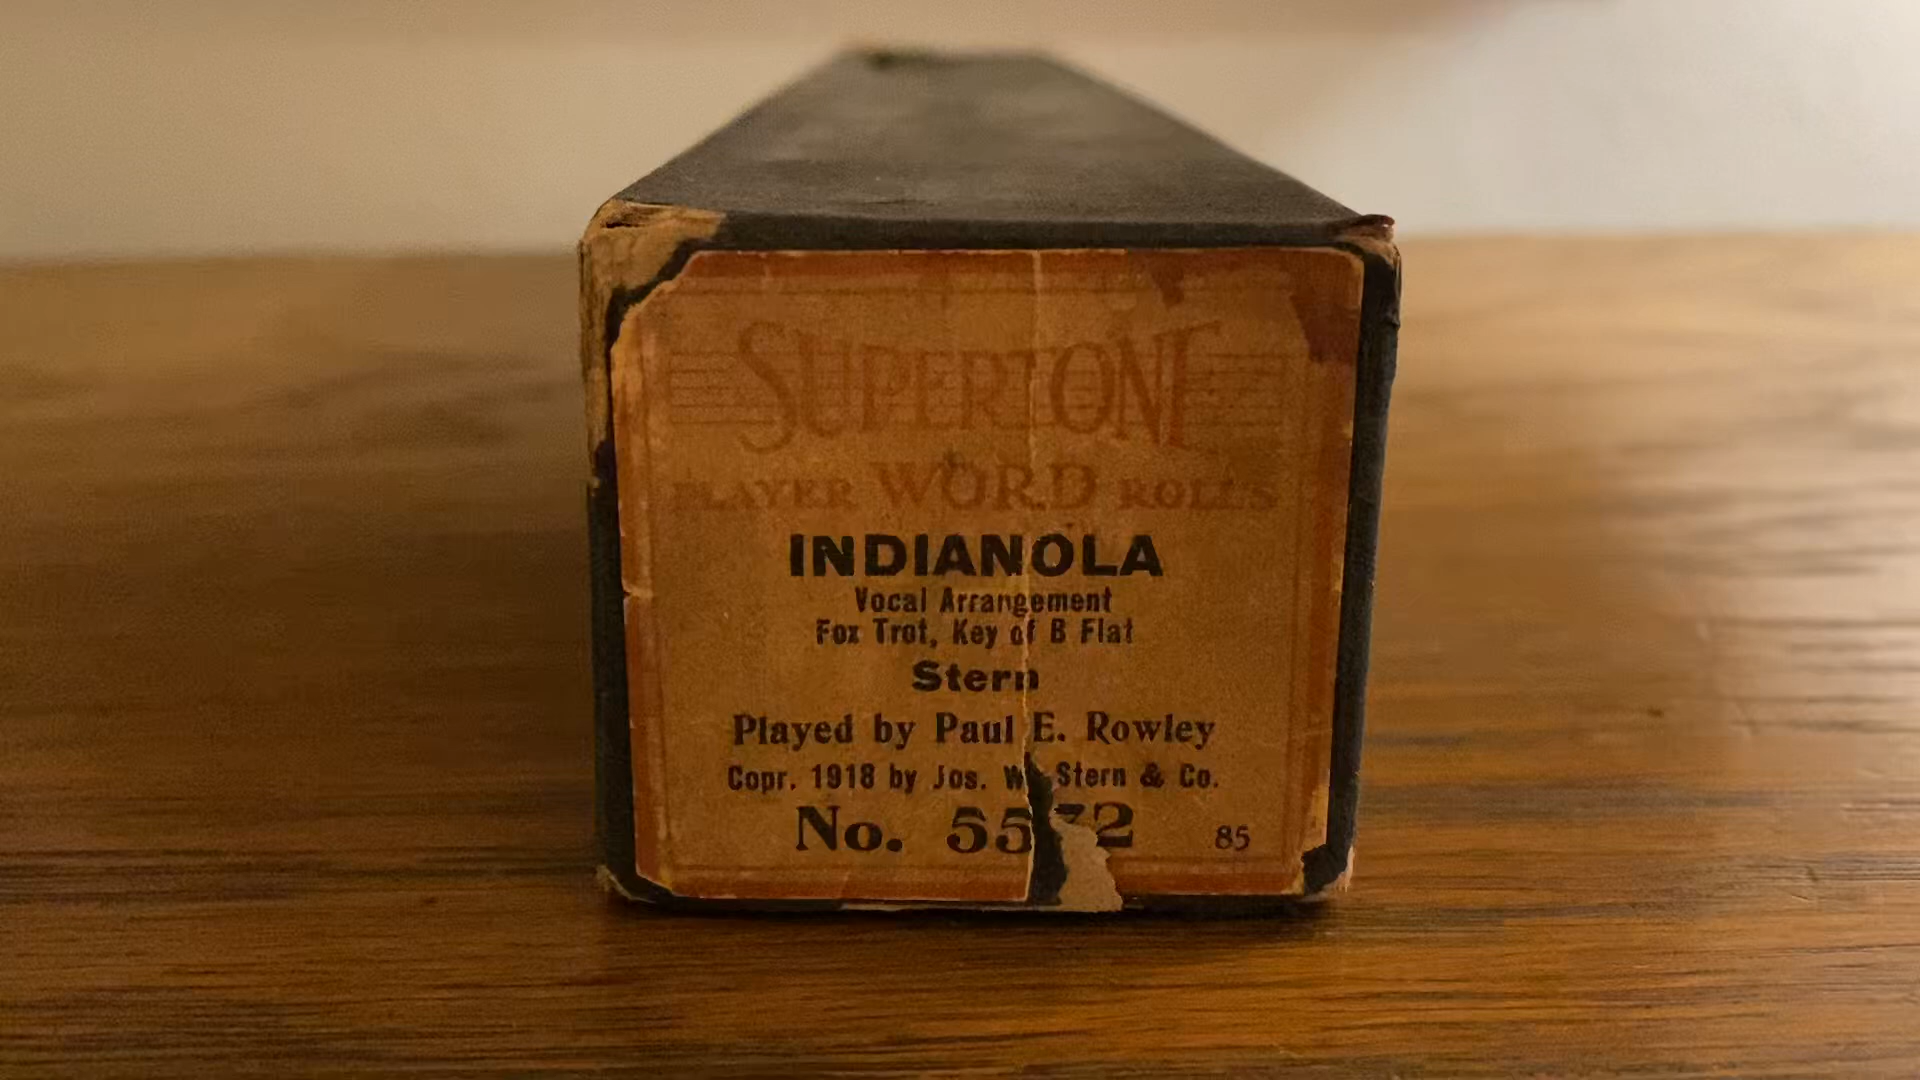 SUPERTONE
PLAYER WORD ROLLS
INDIANOLA
Vocal Arrangement
Fox Trot, Key of B Flat
Stern
Played by Paul E. Rowley
Copr. 1918 by Jos. W. Stern & Co.
No.
85